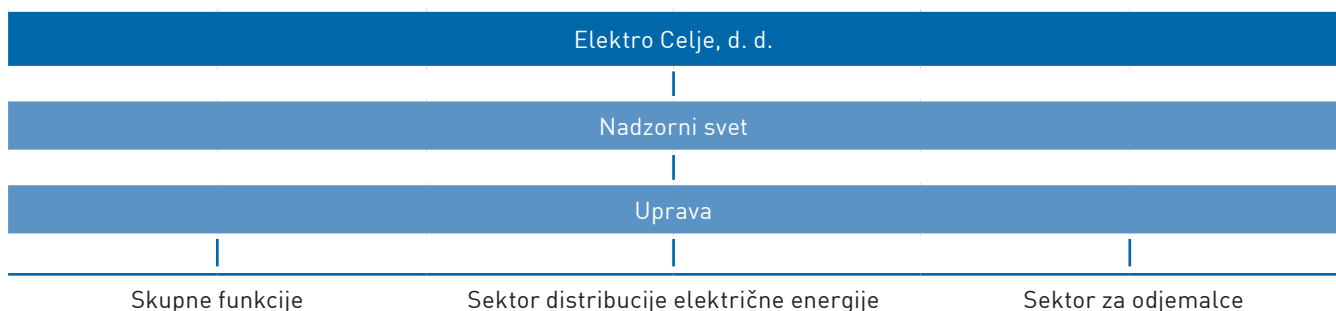 Elektro Celje, d. d.
Nadzorni svet
Uprava
Skupne funkcije
Sektor distribucije električne energije
Sektor za odjemalce